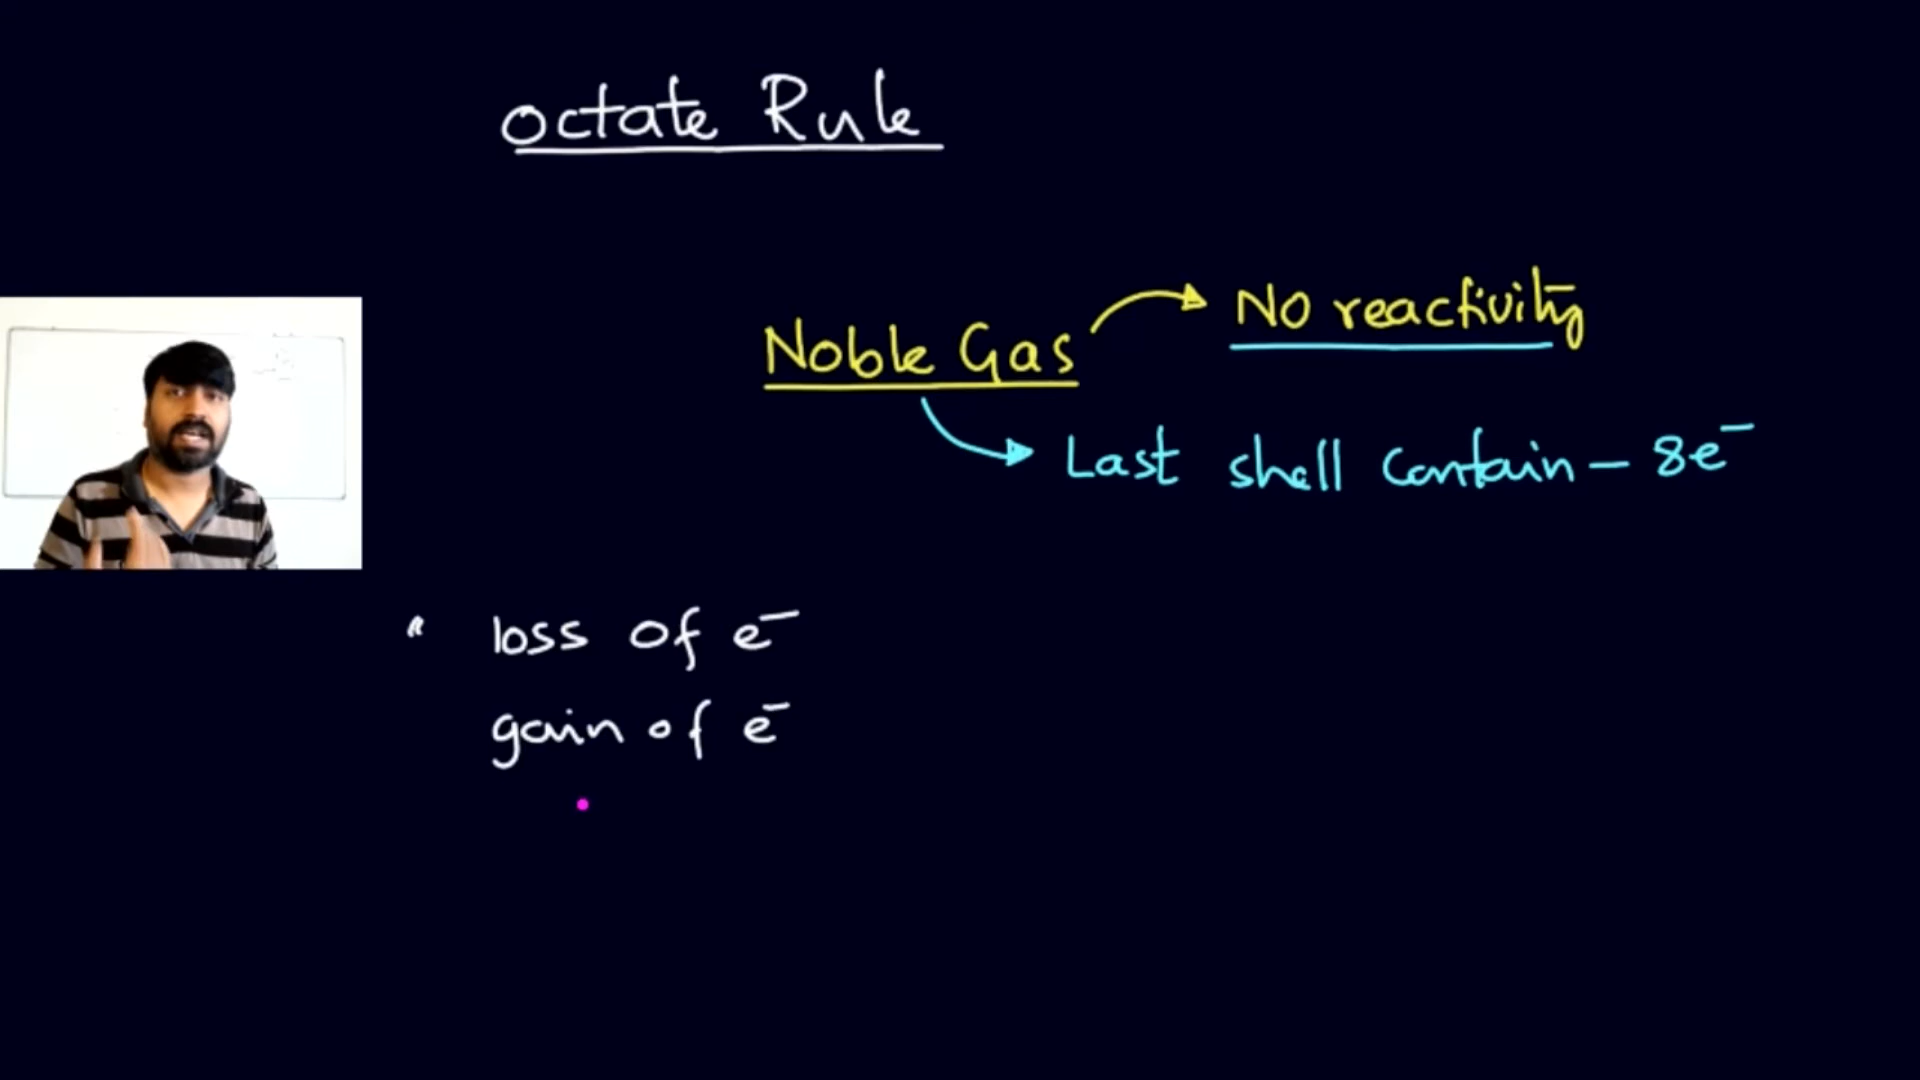 Octate Rule
Noble Gas
No reactivity
Last shell contain - 8e⁻
" loss of e⁻
gain of e⁻